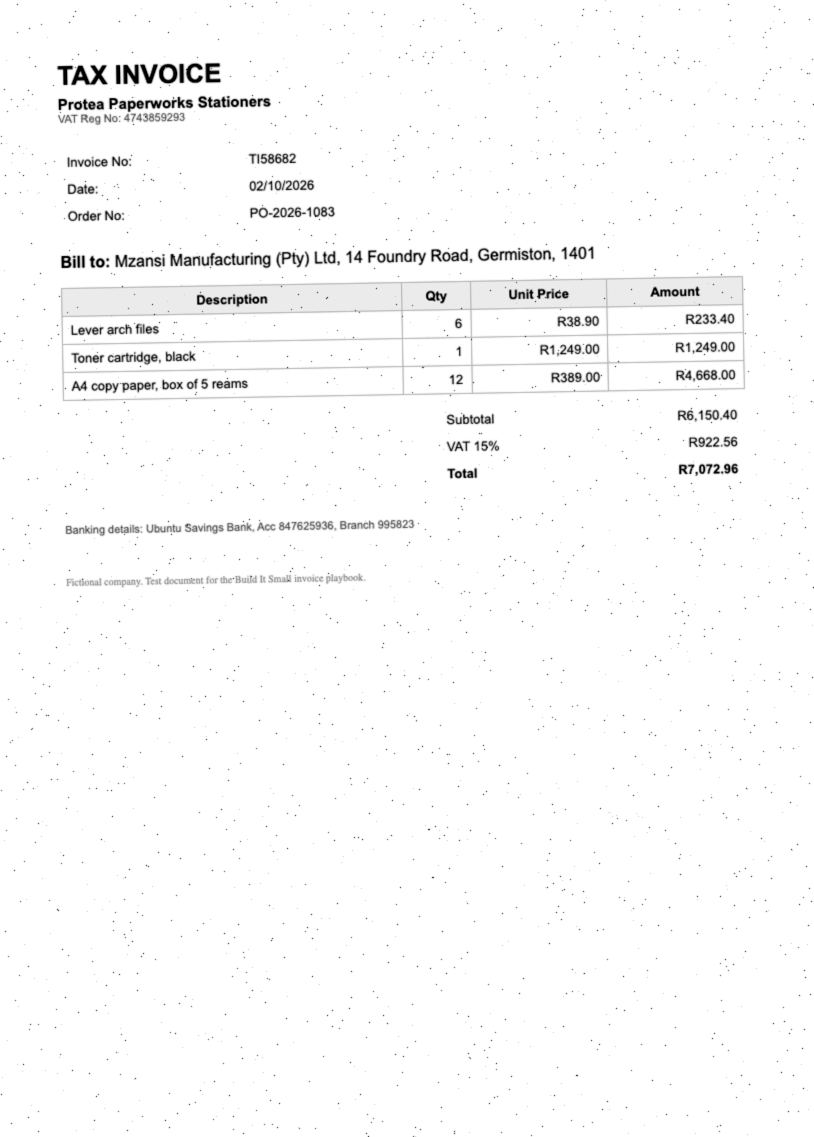 TAX INVOICE
Protea Paperworks Stationers
VAT Reg No: 4743859293
Invoice No: TI58682
Date: 02/10/2026
Order No: PO-2026-1083
Bill to: Mzansi Manufacturing (Pty) Ltd, 14 Foundry Road, Germiston, 1401
Description Qty Unit Price Amount
Lever arch files 6 R38.90 R233.40
Toner cartridge, black 1 R1,249.00 R1,249.00
A4 copy paper, box of 5 reams 12 R389.00 R4,668.00
Subtotal R6,150.40
VAT 15% R922.56
Total R7,072.96
Banking details: Ubuntu Savings Bank, Acc 847625936, Branch 995823
Fictional company. Test document for the Build It Small invoice playbook.